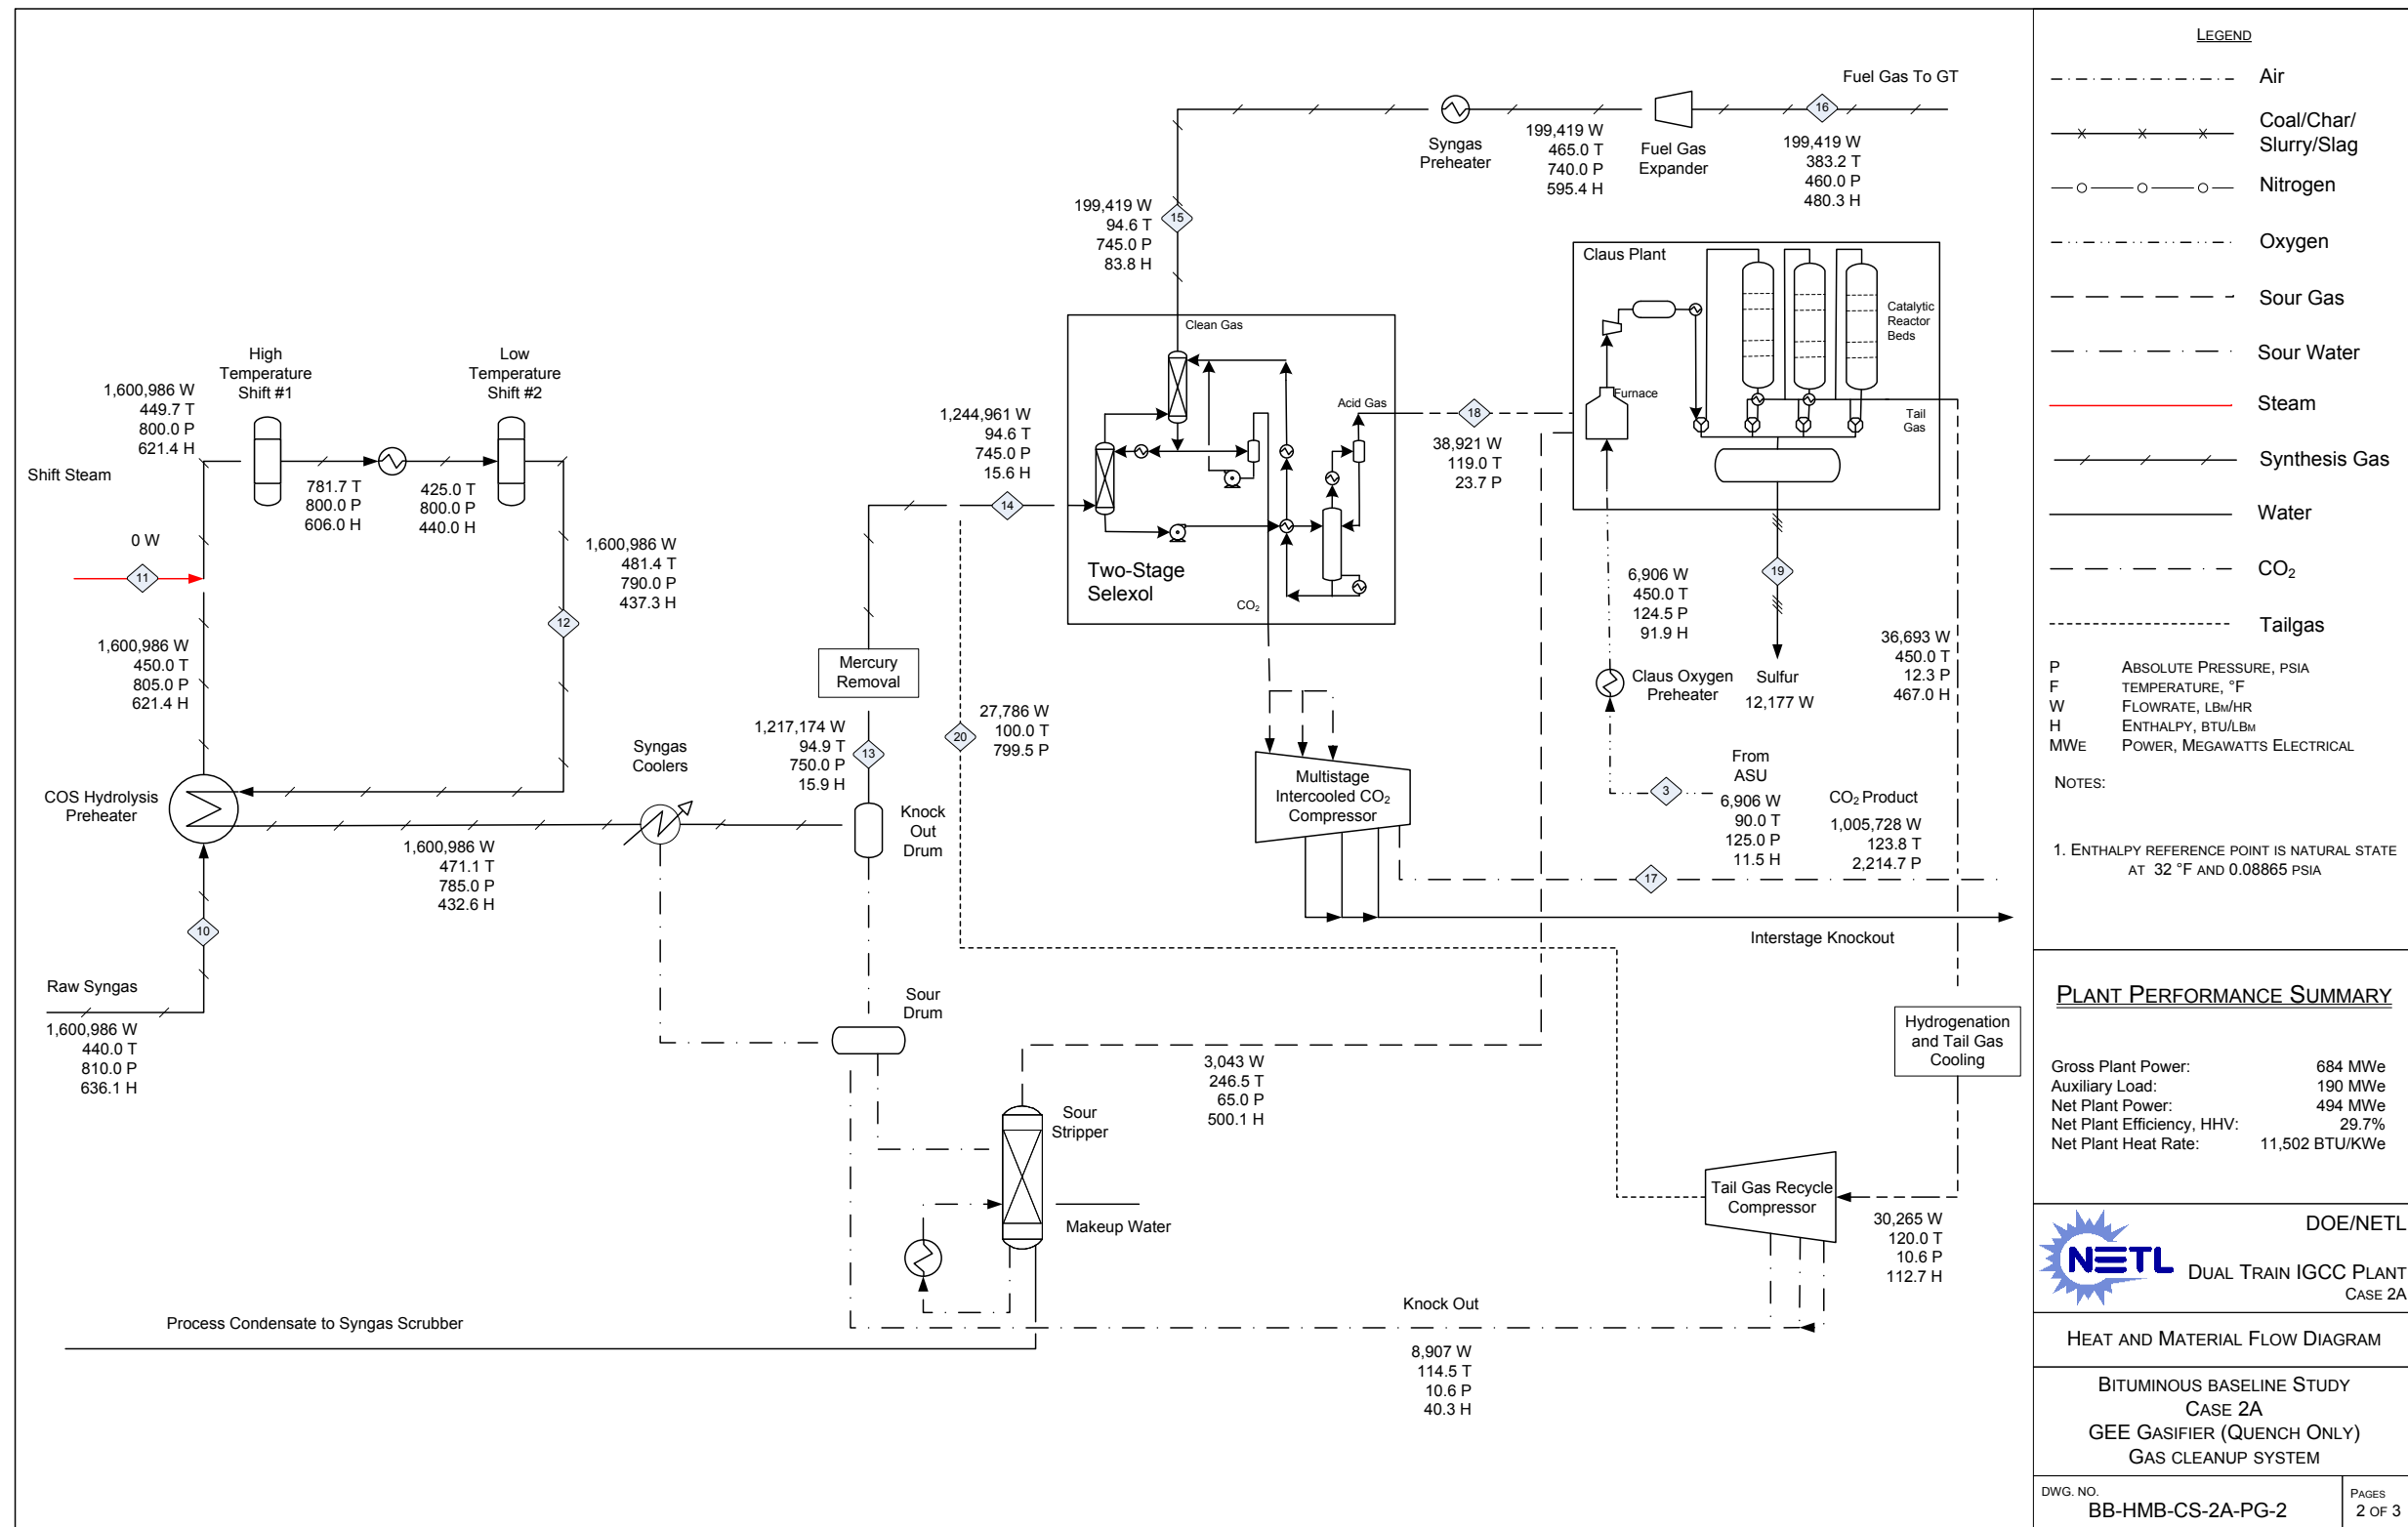 Fuel Gas To GT
16
Syngas
Preheater
199,419 W
465.0 T
740.0 P
595.4 H
Fuel Gas
Expander
199,419 W
383.2 T
460.0 P
480.3 H
199,419 W
94.6 T
745.0 P
83.8 H
15
Claus Plant
Catalytic
Reactor
Beds
Furnace
Tail
Gas
Clean Gas
Acid Gas
Two-Stage
Selexol
CO2
High
Temperature
Shift #1
Low
Temperature
Shift #2
1,600,986 W
449.7 T
800.0 P
621.4 H
Shift Steam
781.7 T
800.0 P
606.0 H
425.0 T
800.0 P
440.0 H
0 W
11
1,600,986 W
481.4 T
790.0 P
437.3 H
12
1,600,986 W
450.0 T
805.0 P
621.4 H
COS Hydrolysis
Preheater
1,600,986 W
471.1 T
785.0 P
432.6 H
10
Raw Syngas
1,600,986 W
440.0 T
810.0 P
636.1 H
Syngas
Coolers
1,244,961 W
94.6 T
745.0 P
15.6 H
14
Mercury
Removal
1,217,174 W
94.9 T
750.0 P
15.9 H
13
Knock
Out
Drum
27,786 W
100.0 T
799.5 P
20
18
38,921 W
119.0 T
23.7 P
6,906 W
450.0 T
124.5 P
91.9 H
Claus Oxygen
Preheater
19
Sulfur
12,177 W
36,693 W
450.0 T
12.3 P
467.0 H
Multistage
Intercooled CO2
Compressor
From
ASU
3
6,906 W
90.0 T
125.0 P
11.5 H
CO2 Product
1,005,728 W
123.8 T
2,214.7 P
17
Interstage Knockout
Sour
Drum
3,043 W
246.5 T
65.0 P
500.1 H
Sour
Stripper
Makeup Water
Hydrogenation
and Tail Gas
Cooling
Tail Gas Recycle
Compressor
30,265 W
120.0 T
10.6 P
112.7 H
Knock Out
8,907 W
114.5 T
10.6 P
40.3 H
Process Condensate to Syngas Scrubber
LEGEND
Air
Coal/Char/
Slurry/Slag
Nitrogen
Oxygen
Sour Gas
Sour Water
Steam
Synthesis Gas
Water
CO2
Tailgas
P ABSOLUTE PRESSURE, PSIA
F TEMPERATURE, °F
W FLOWRATE, LBM/HR
H ENTHALPY, BTU/LBM
MWE POWER, MEGAWATTS ELECTRICAL
NOTES:
1. ENTHALPY REFERENCE POINT IS NATURAL STATE
AT 32 °F AND 0.08865 PSIA
PLANT PERFORMANCE SUMMARY
Gross Plant Power: 684 MWe
Auxiliary Load: 190 MWe
Net Plant Power: 494 MWe
Net Plant Efficiency, HHV: 29.7%
Net Plant Heat Rate: 11,502 BTU/KWe
NETL
DOE/NETL
DUAL TRAIN IGCC PLANT
CASE 2A
HEAT AND MATERIAL FLOW DIAGRAM
BITUMINOUS BASELINE STUDY
CASE 2A
GEE GASIFIER (QUENCH ONLY)
GAS CLEANUP SYSTEM
DWG. NO.
BB-HMB-CS-2A-PG-2
PAGES
2 OF 3